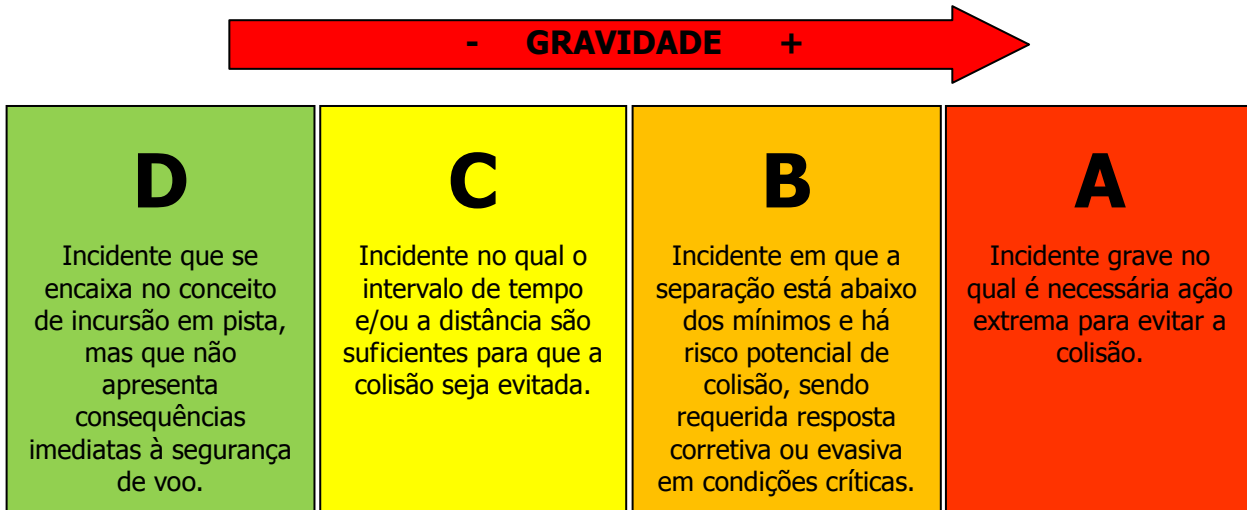 - GRAVIDADE +
D
Incidente que se
encaixa no conceito
de incursão em pista,
mas que não
apresenta
consequências
imediatas à segurança
de voo.
C
Incidente no qual o
intervalo de tempo
e/ou a distância são
suficientes para que a
colisão seja evitada.
B
Incidente em que a
separação está abaixo
dos mínimos e há
risco potencial de
colisão, sendo
requerida resposta
corretiva ou evasiva
em condições críticas.
A
Incidente grave no
qual é necessária ação
extrema para evitar a
colisão.